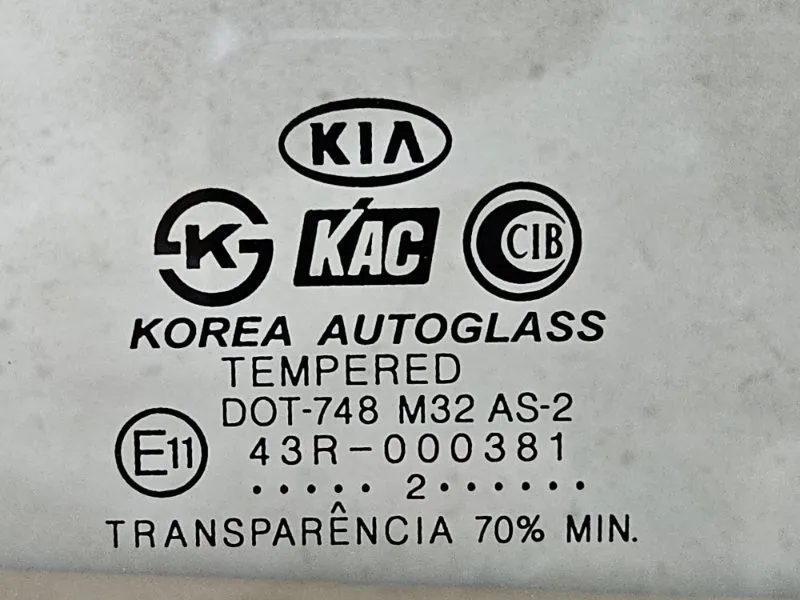 KIA
K KAC CIB
KOREA AUTOGLASS
TEMPERED
DOT-748 M32 AS-2
E11 43R-000381
..... 2 ......
TRANSPARÊNCIA 70% MIN.